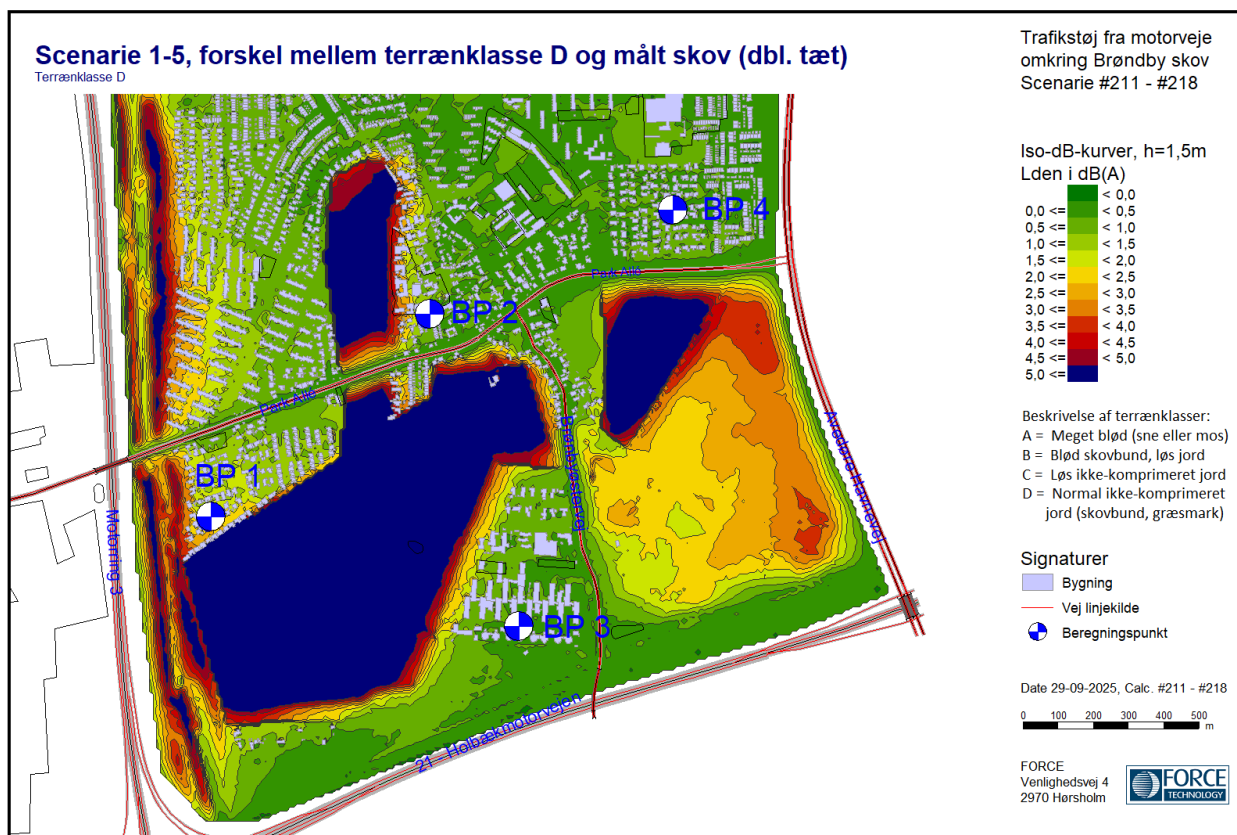 Scenarie 1-5, forskel mellem terrænklasse D og målt skov (dbl. tæt)
Terrænklasse D
Trafikstøj fra motorveje
omkring Brøndby skov
Scenarie #211 - #218
Iso-dB-kurver, h=1,5m
Lden i dB(A)
< 0,0
0,0 <= < 0,5
0,5 <= < 1,0
1,0 <= < 1,5
1,5 <= < 2,0
2,0 <= < 2,5
2,5 <= < 3,0
3,0 <= < 3,5
3,5 <= < 4,0
4,0 <= < 4,5
4,5 <= < 5,0
5,0 <=
Beskrivelse af terrænklasser:
A = Meget blød (sne eller mos)
B = Blød skovbund, løs jord
C = Løs ikke-komprimeret jord
D = Normal ikke-komprimeret
jord (skovbund, græsmark)
Signaturer
Bygning
Vej linjekilde
Beregningspunkt
Date 29-09-2025, Calc. #211 - #218
0 100 200 300 400 500
m
FORCE
Venlighedsvej 4
2970 Hørsholm
FORCE
TECHNOLOGY
BP 4
Park Allé
BP 2
Park Allé
BP 1
Brøndbyøstervej
Avedøre Havnevej
Motorring 3
BP 3
21 - Holbækmotorvejen